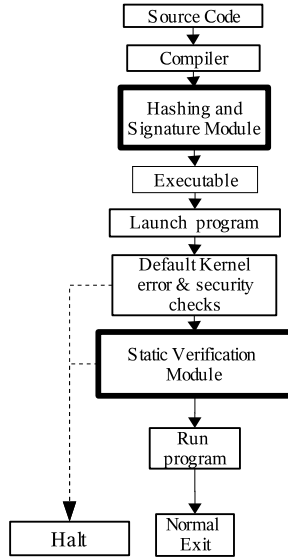 Source Code
Compiler
Hashing and
Signature Module
Executable
Launch program
Default Kernel
error & security
checks
Static Verification
Module
Run
program
Halt
Normal
Exit